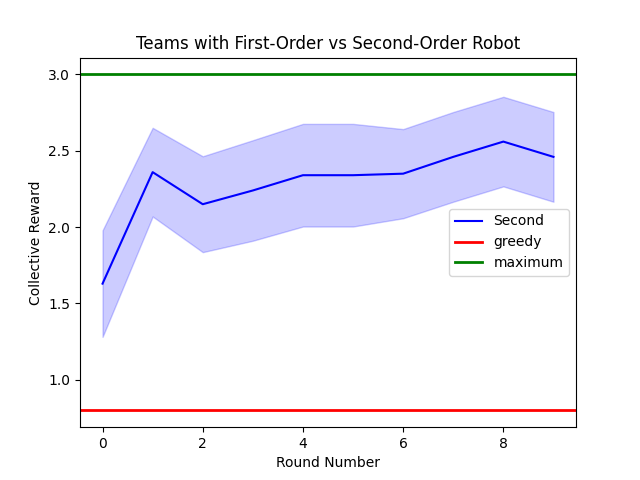 Teams with First-Order vs Second-Order Robot
3.0
2.5
2.0
1.5
1.0
Collective Reward
Second
greedy
maximum
0 2 4 6 8
Round Number